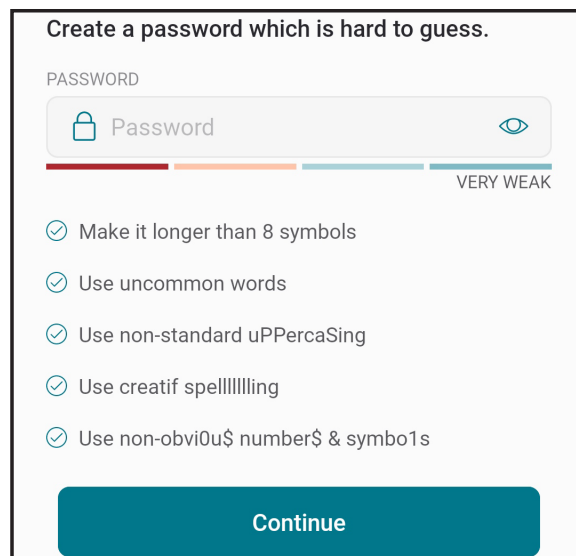 Create a password which is hard to guess.
PASSWORD
Password
VERY WEAK
Make it longer than 8 symbols
Use uncommon words
Use non-standard uPPercaSing
Use creatif spelllllllling
Use non-obvi0u$ number$ & symbo1s
Continue